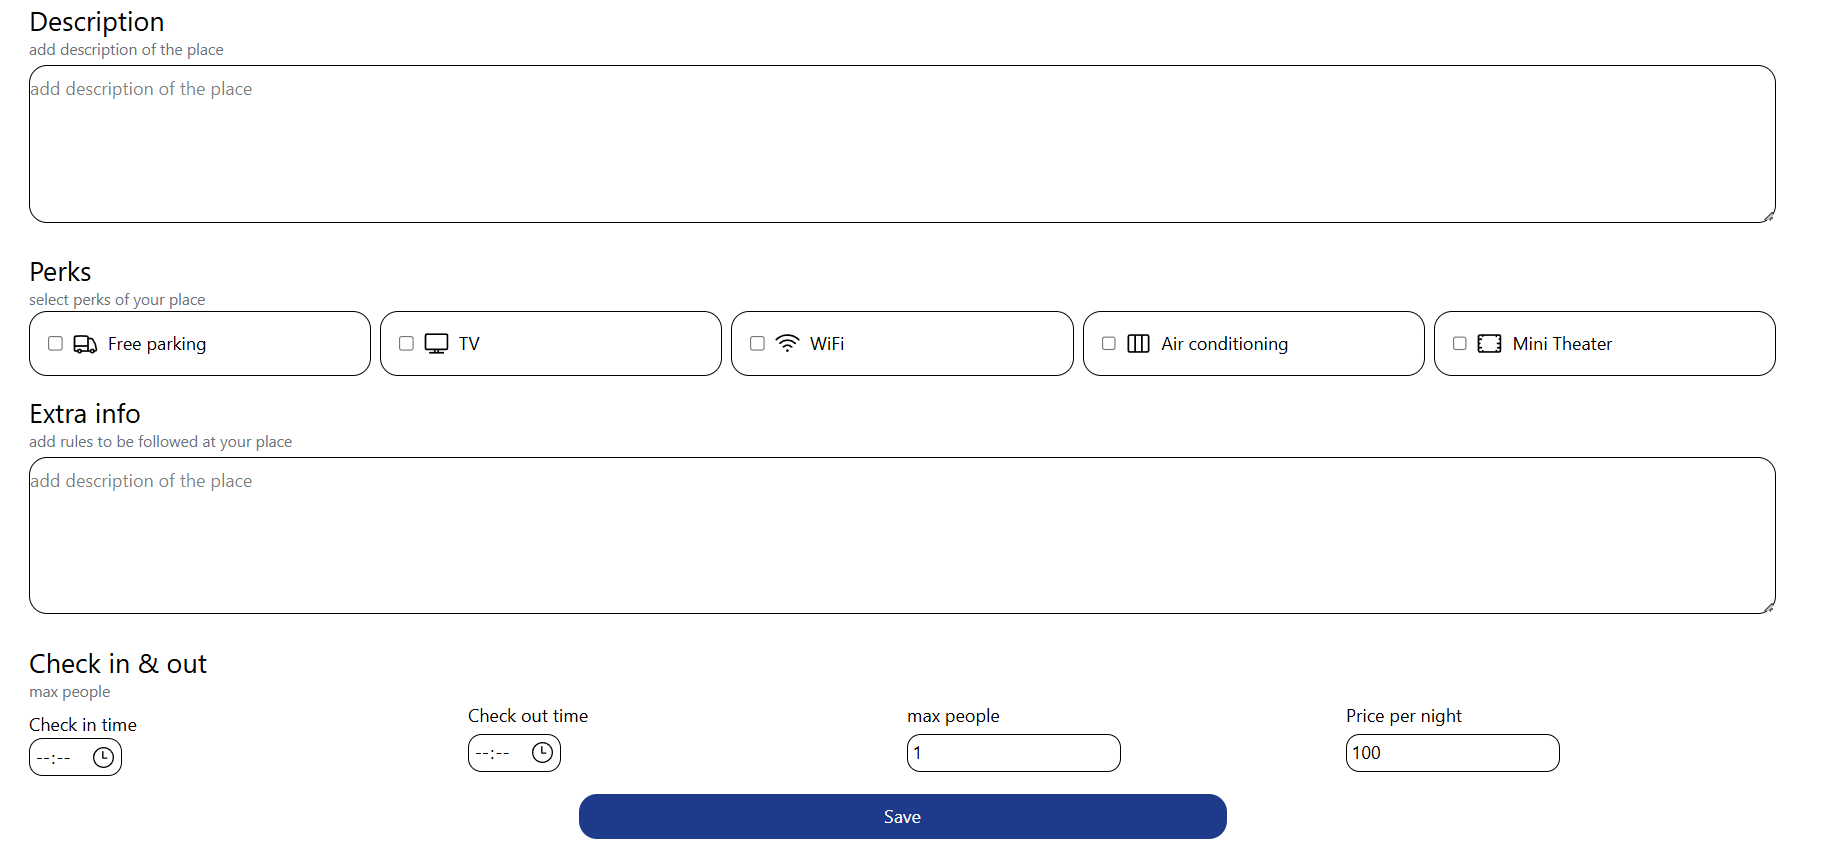 Description
add description of the place
add description of the place
Perks
select perks of your place
Free parking TV WiFi Air conditioning Mini Theater
Extra info
add rules to be followed at your place
add description of the place
Check in & out
max people
Check in time Check out time max people Price per night
--:-- --:-- 1 100
Save